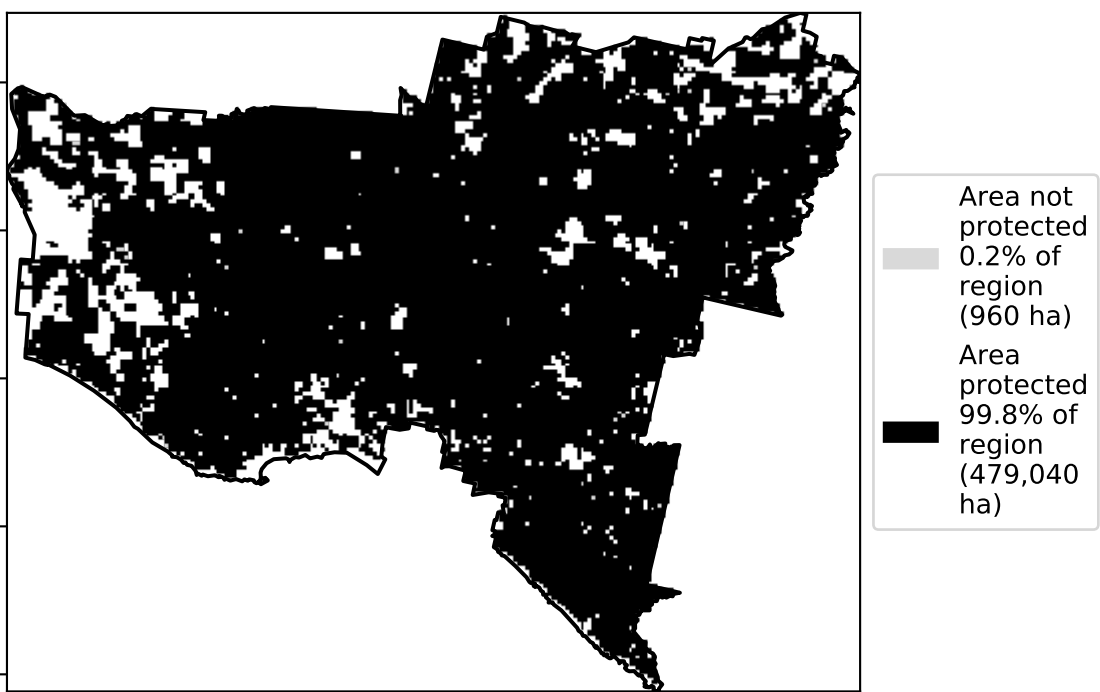 Area not
protected
0.2% of
region
(960 ha)
Area
protected
99.8% of
region
(479,040
ha)